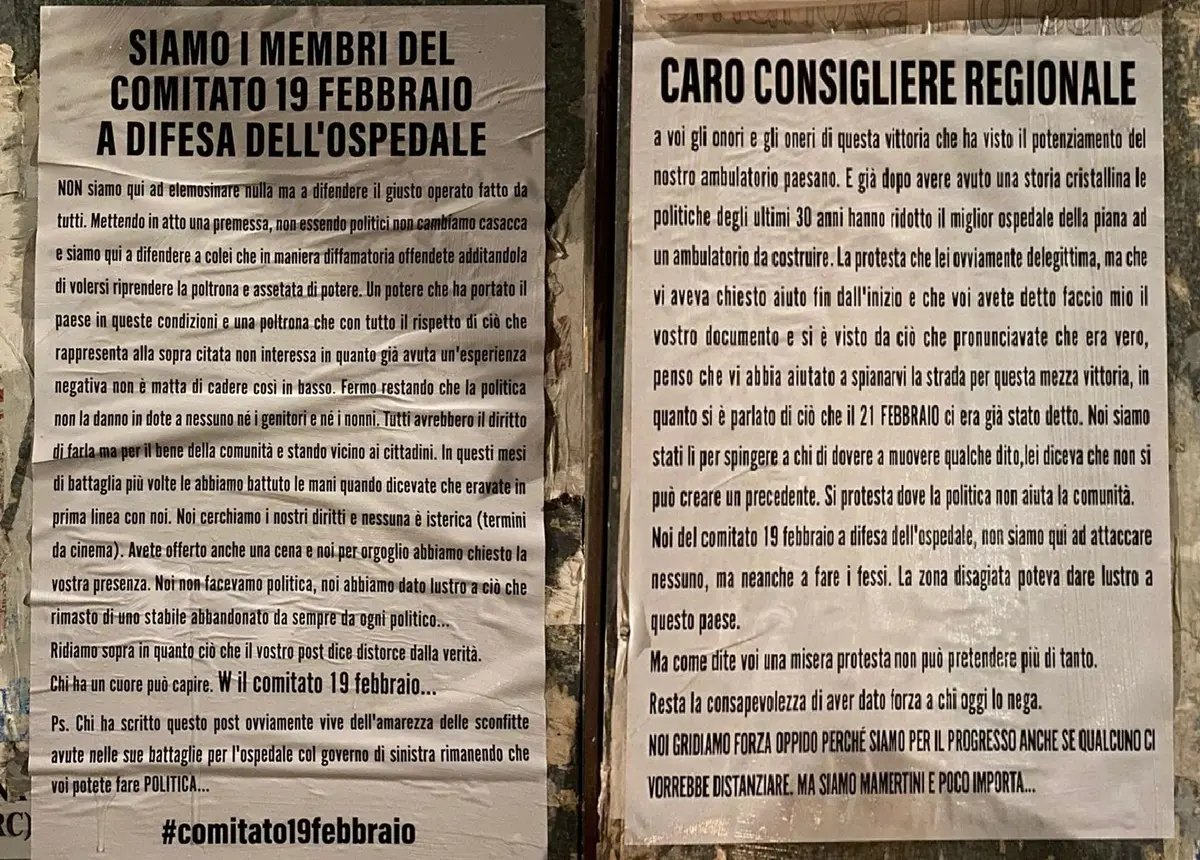 SIAMO I MEMBRI DEL
COMITATO 19 FEBBRAIO
A DIFESA DELL'OSPEDALE
NON siamo qui ad elemosinare nulla ma a difendere il giusto operato fatto da
tutti. Mettendo in atto una premessa, non essendo politici non cambiamo casacca
e siamo qui a difendere a colei che in maniera diffamatoria offendete additandola
di volersi riprendere la poltrona e assetata di potere. Un potere che ha portato il
paese in queste condizioni e una poltrona che con tutto il rispetto di ciò che
rappresenta alla sopra citata non interessa in quanto già avuta un'esperienza
negativa non è matta di cadere così in basso. Fermo restando che la politica
non la danno in dote a nessuno né i genitori e né i nonni. Tutti avrebbero il diritto
di farla ma per il bene della comunità e stando vicino ai cittadini. In questi mesi
di battaglia più volte le abbiamo battuto le mani quando dicevate che eravate in
prima linea con noi. Noi cerchiamo i nostri diritti e nessuna è isterica (termini
da cinema). Avete offerto anche una cena e noi per orgoglio abbiamo chiesto la
vostra presenza. Noi non facevamo politica, noi abbiamo dato lustro a ciò che
rimasto di uno stabile abbandonato da sempre da ogni politico...
Ridiamo sopra in quanto ciò che il vostro post dice distorce dalla verità.
Chi ha un cuore può capire. W il comitato 19 febbraio...
Ps. Chi ha scritto questo post ovviamente vive dell'amarezza delle sconfitte
avute nelle sue battaglie per l'ospedale col governo di sinistra rimanendo che
voi potete fare POLITICA...
#comitato19febbraio
RC)
CARO CONSIGLIERE REGIONALE
a voi gli onori e gli oneri di questa vittoria che ha visto il potenziamento del
nostro ambulatorio paesano. E già dopo avere avuto una storia cristallina le
politiche degli ultimi 30 anni hanno ridotto il miglior ospedale della piana ad
un ambulatorio da costruire. La protesta che lei ovviamente delegittima, ma che
vi aveva chiesto aiuto fin dall'inizio e che voi avete detto faccio mio il
vostro documento e si è visto da ciò che pronunciavate che era vero,
penso che vi abbia aiutato a spianarvi la strada per questa mezza vittoria, in
quanto si è parlato di ciò che il 21 FEBBRAIO ci era già stato detto. Noi siamo
stati lì per spingere a chi di dovere a muovere qualche dito,lei diceva che non si
può creare un precedente. Si protesta dove la politica non aiuta la comunità.
Noi del comitato 19 febbraio a difesa dell'ospedale, non siamo qui ad attaccare
nessuno, ma neanche a fare i fessi. La zona disagiata poteva dare lustro a
questo paese.
Ma come dite voi una misera protesta non può pretendere più di tanto.
Resta la consapevolezza di aver dato forza a chi oggi lo nega.
NOI GRIDIAMO FORZA OPPIDO PERCHÉ SIAMO PER IL PROGRESSO ANCHE SE QUALCUNO CI
VORREBBE DISTANZIARE. MA SIAMO MAMERTINI E POCO IMPORTA...